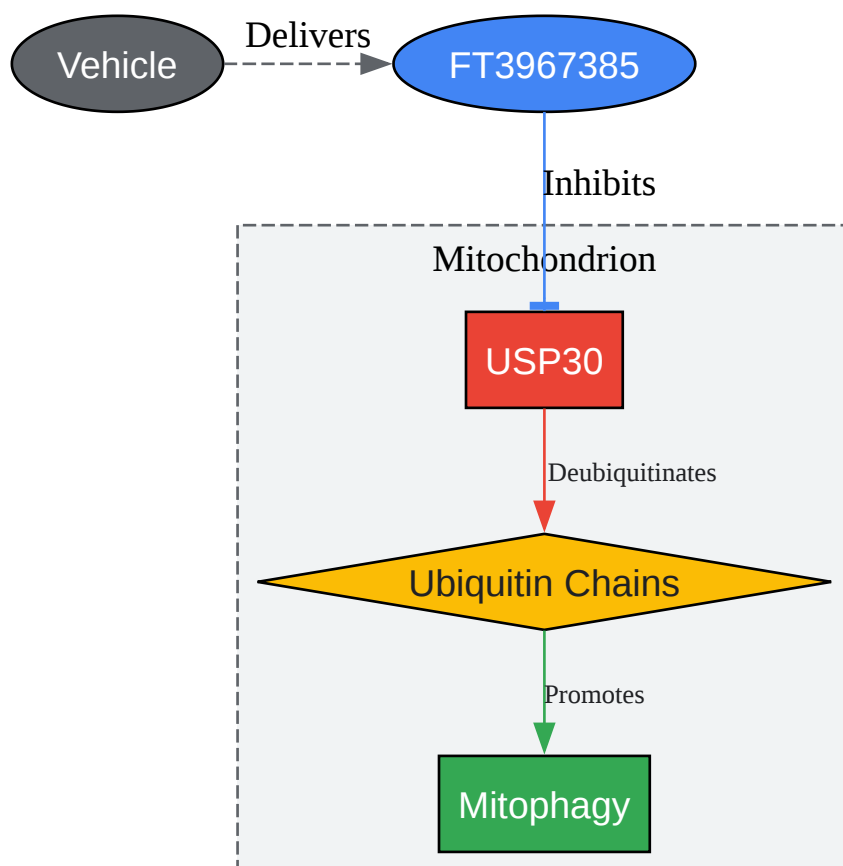 Delivers
Vehicle
FT3967385
Inhibits
Mitochondrion
USP30
Deubiquitinates
Ubiquitin Chains
Promotes
Mitophagy